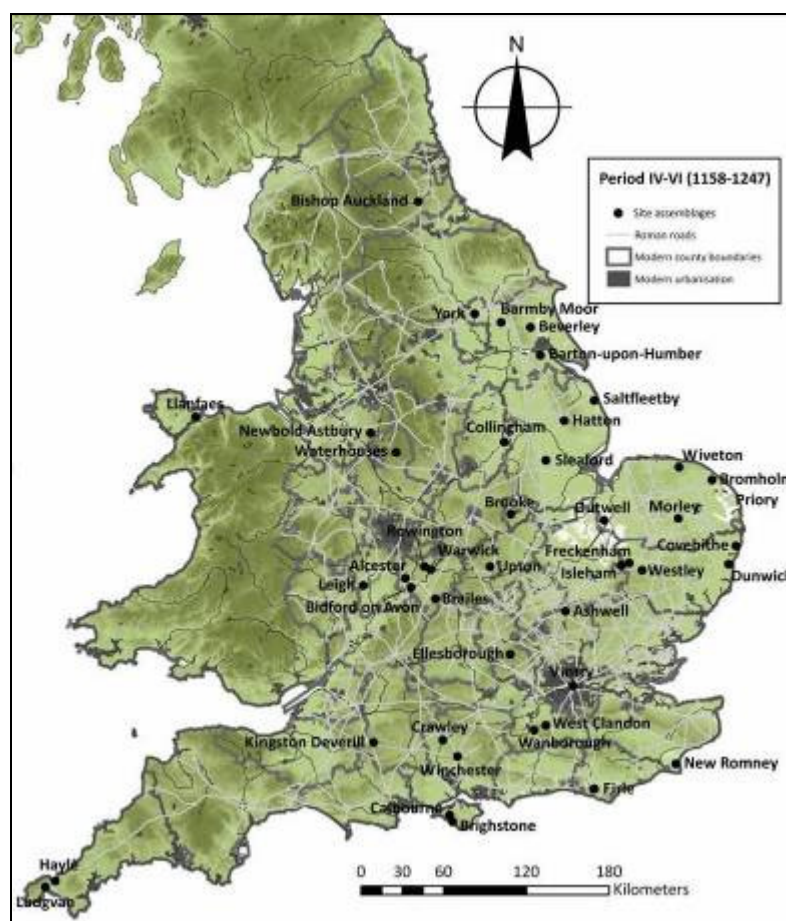 N
Period IV-VI (1158-1247)
Site assemblages
Roman roads
Modern county boundaries
Modern urbanisation
Bishop Auckland
York
Barmby Moor
Beverley
Barton-upon-Humber
Llanfaes
Saltfleetby
Newbold Astbury
Collingham
Hatton
Waterhouses
Sleaford
Wiveton
Bromholm
Priory
Brooke
Outwell
Morley
Rowington
Warwick
Covehithe
Alcester
Upton
Freckenham
Leigh
Isleham
Westley
Dunwich
Bidford on Avon
Brailes
Ashwell
Ellesborough
Vintry
West Clandon
Kingston Deverill
Crawley
Wanborough
Winchester
New Romney
Firle
Calbourne
Brighstone
Hayle
Ludgvan
0 30 60 120 180
Kilometers